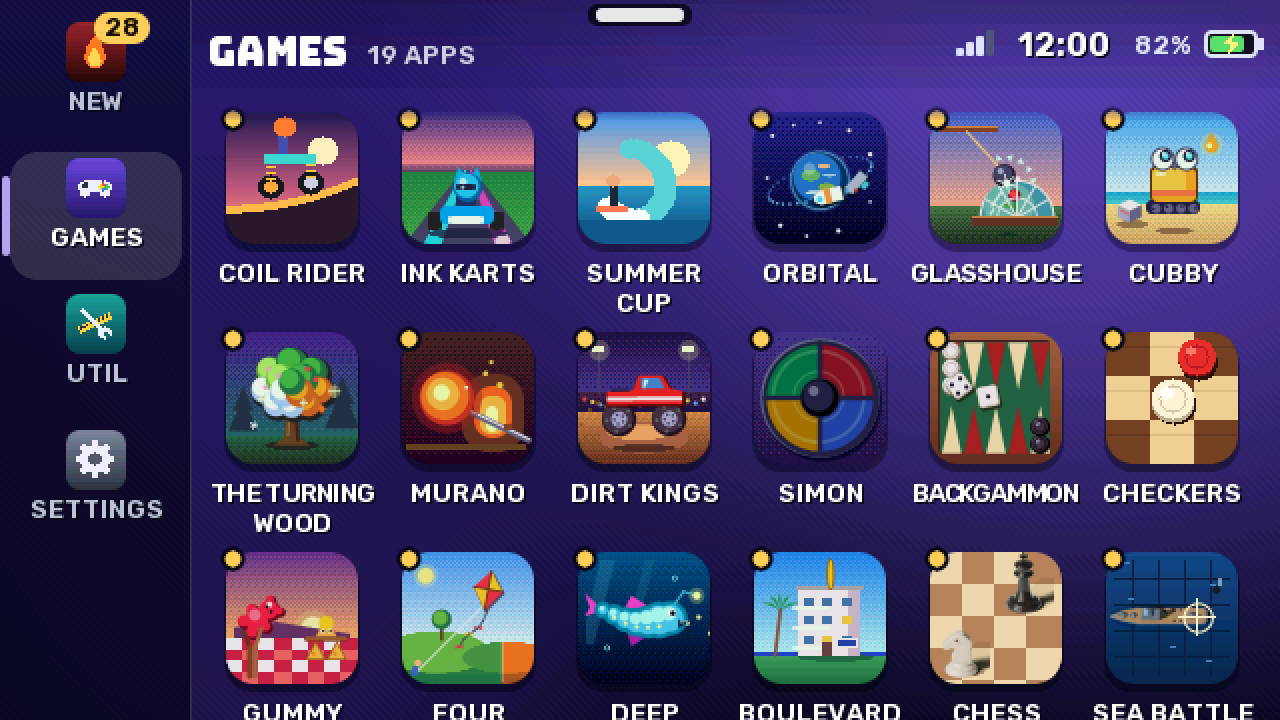 28
NEW
GAMES
UTIL
SETTINGS
GAMES 19 APPS
12:00 82%
COIL RIDER
INK KARTS
SUMMER
CUP
ORBITAL
GLASSHOUSE
CUBBY
THE TURNING
WOOD
MURANO
DIRT KINGS
SIMON
BACKGAMMON
CHECKERS
GUMMY
FOUR
DEEP
BOULEVARD
CHESS
SEA BATTLE